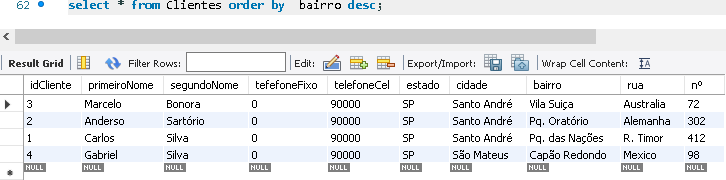 62 select * from Clientes order by bairro desc;
Result Grid Filter Rows: Edit: Export/Import: Wrap Cell Content: IA
idCliente primeiroNome segundoNome tefefoneFixo telefoneCel estado cidade bairro rua nº
3 Marcelo Bonora 0 90000 SP Santo André Vila Suiça Australia 72
2 Anderso Sartório 0 90000 SP Santo André Pq. Oratório Alemanha 302
1 Carlos Silva 0 90000 SP Santo André Pq. das Nações R. Timor 412
4 Gabriel Silva 0 90000 SP São Mateus Capão Redondo Mexico 98
NULL NULL NULL NULL NULL NULL NULL NULL NULL NULL